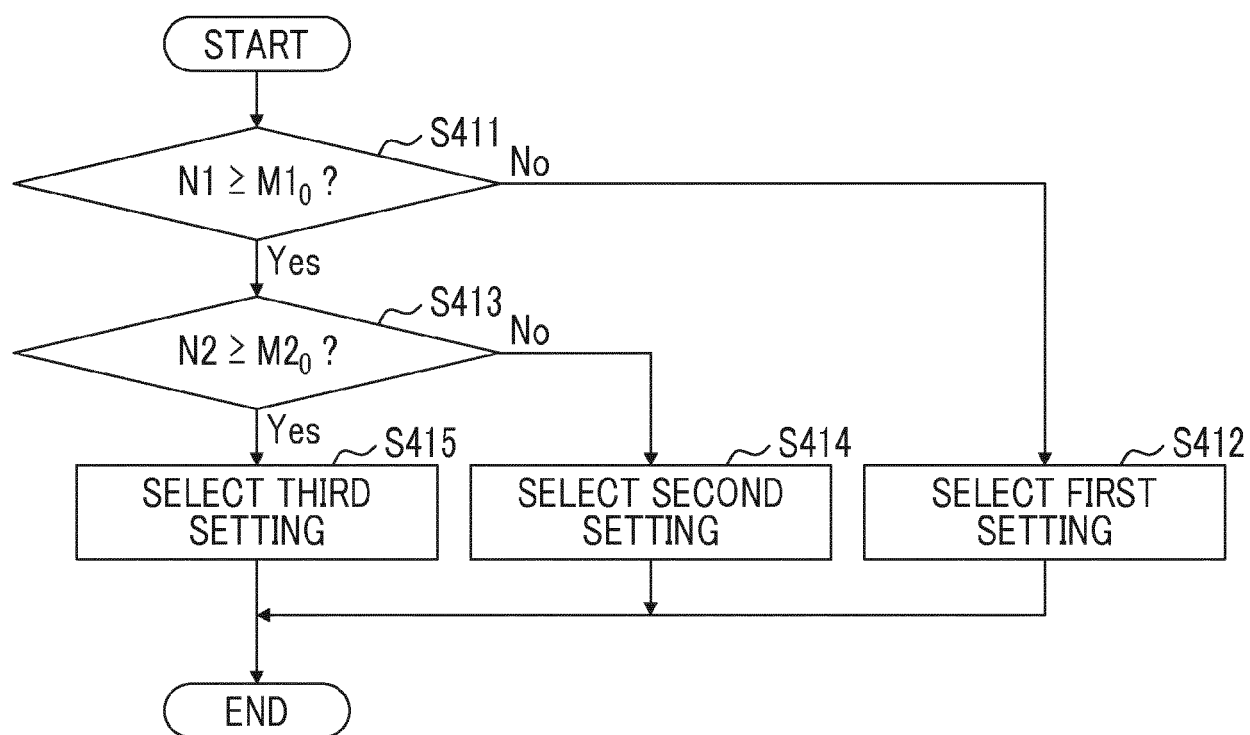 START
S411
N1 ≥ M1₀ ?
No
Yes
S413
N2 ≥ M2₀ ?
No
Yes
S415
SELECT THIRD
SETTING
S414
SELECT SECOND
SETTING
S412
SELECT FIRST
SETTING
END